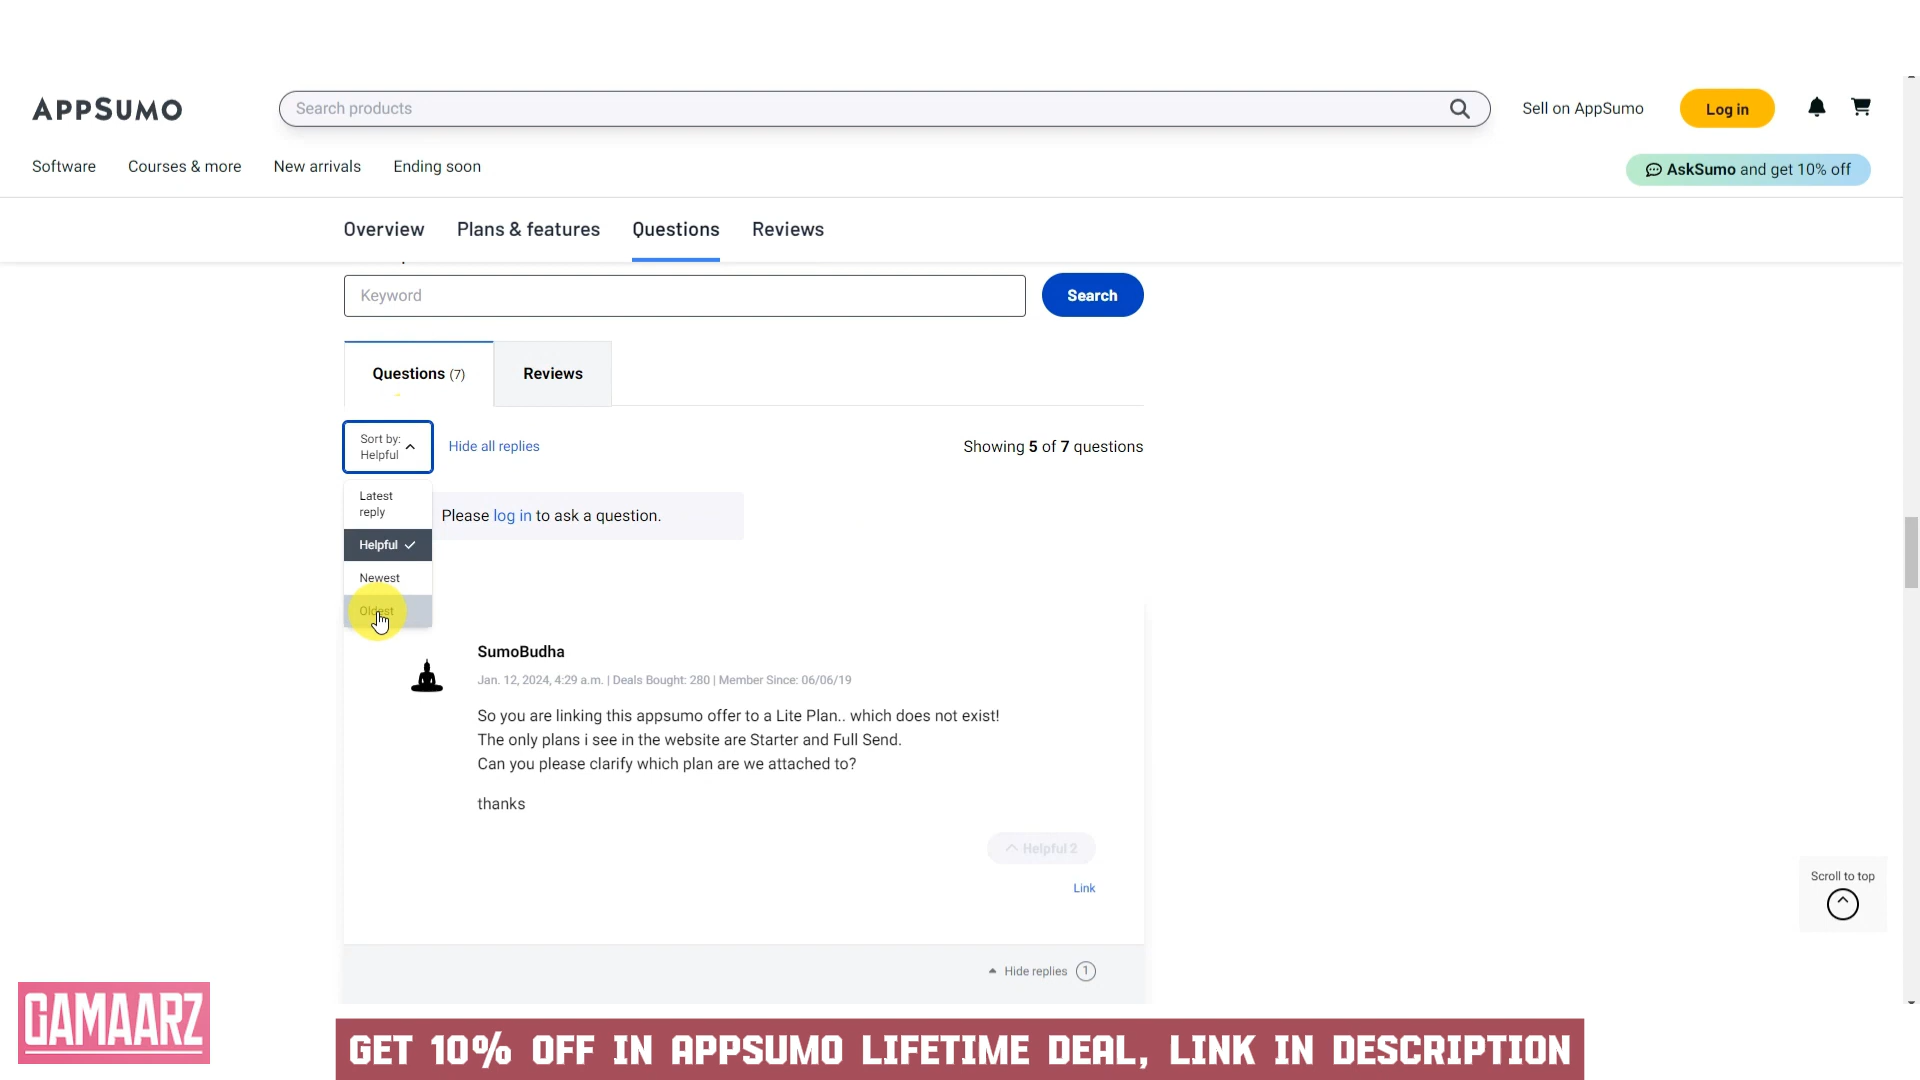 APPSUMO
Search products
Sell on AppSumo
Log in
Software
Courses & more
New arrivals
Ending soon
AskSumo and get 10% off
Overview
Plans & features
Questions
Reviews
Keyword
Search
Questions (7)
Reviews
Sort by:
Helpful
Hide all replies
Showing 5 of 7 questions
Latest
reply
Helpful
Newest
Oldest
Please log in to ask a question.
SumoBudha
Jan. 12, 2024, 4:29 a.m. | Deals Bought: 280 | Member Since: 06/06/19
So you are linking this appsumo offer to a Lite Plan.. which does not exist!
The only plans i see in the website are Starter and Full Send.
Can you please clarify which plan are we attached to?
thanks
Helpful 2
Link
Scroll to top
Hide replies 1
GAMAARZ
GET 10% OFF IN APPSUMO LIFETIME DEAL, LINK IN DESCRIPTION